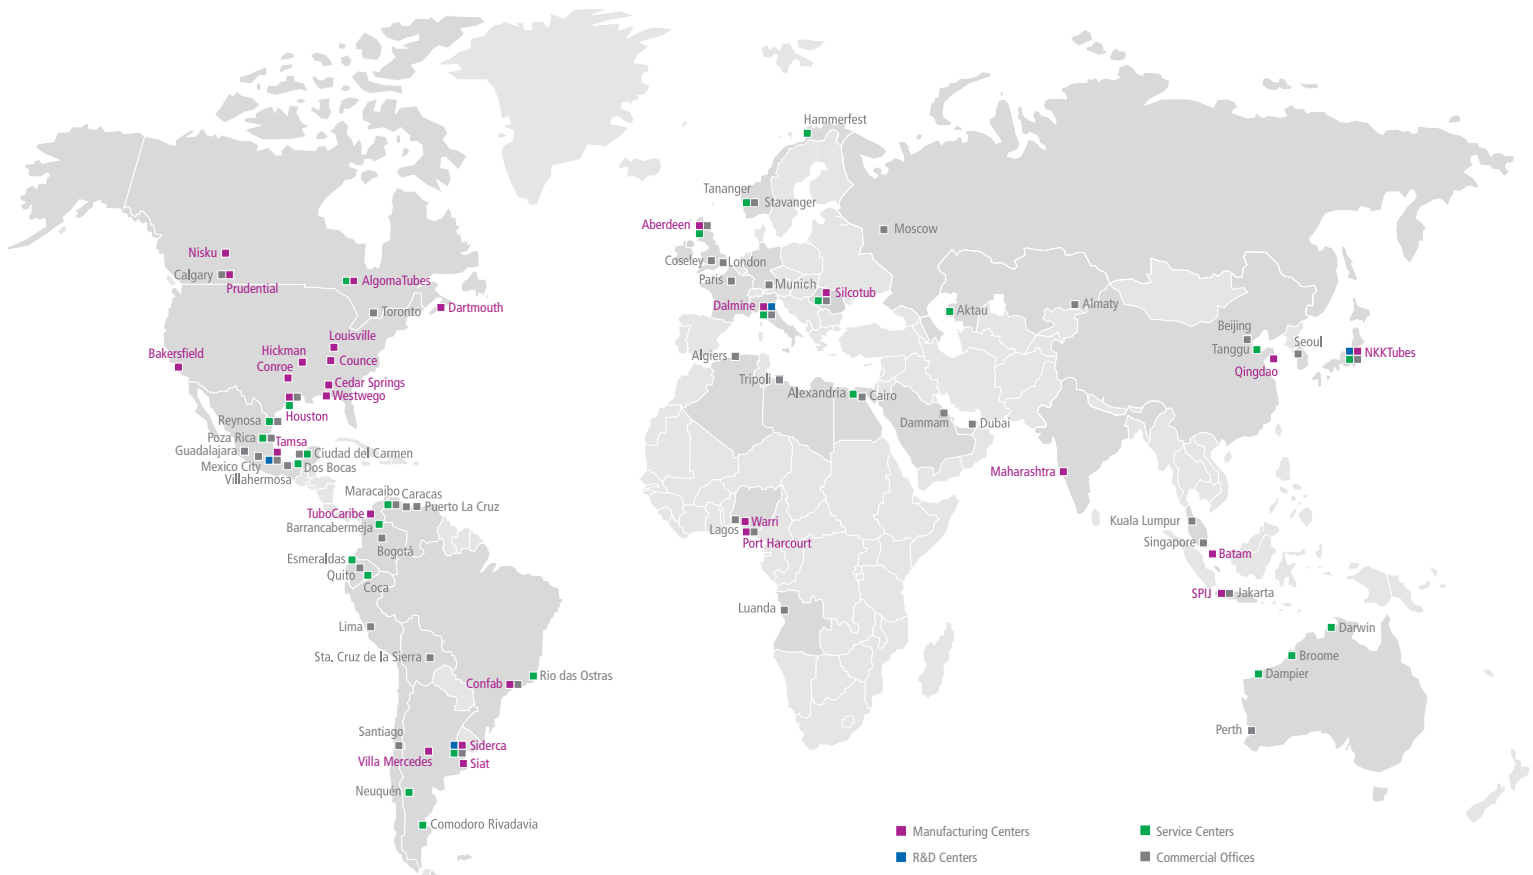 Hammerfest
Tananger
Stavanger
Aberdeen
Moscow
Nisku
Coseley
London
Calgary
Prudential
AlgomaTubes
Paris
Munich
Silcotub
Dartmouth
Dalmine
Aktau
Almaty
Toronto
Beijing
Louisville
Tanggu
Seoul
Bakersfield
Hickman
Counce
Algiers
NKKTubes
Conroe
Qingdao
Cedar Springs
Tripoli
Westwego
Alexandria
Cairo
Houston
Reynosa
Dammam
Dubai
Poza Rica
Tamsa
Guadalajara
Ciudad del Carmen
Mexico City
Dos Bocas
Maharashtra
Villahermosa
Maracaibo
Caracas
Puerto La Cruz
TuboCaribe
Warri
Kuala Lumpur
Barrancabermeja
Lagos
Port Harcourt
Singapore
Bogotá
Batam
Esmeraldas
Quito
Coca
SPIJ
Jakarta
Luanda
Lima
Darwin
Sta. Cruz de la Sierra
Broome
Rio das Ostras
Dampier
Confab
Santiago
Perth
Siderca
Villa Mercedes
Siat
Neuquén
Comodoro Rivadavia
Manufacturing Centers
Service Centers
R&D Centers
Commercial Offices